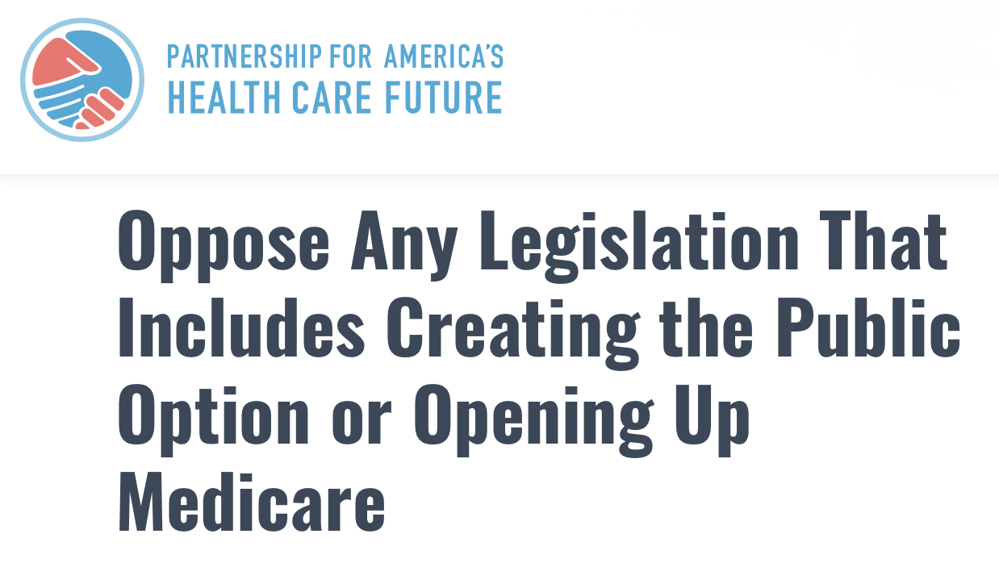 PARTNERSHIP FOR AMERICA'S
HEALTH CARE FUTURE
Oppose Any Legislation That
Includes Creating the Public
Option or Opening Up
Medicare